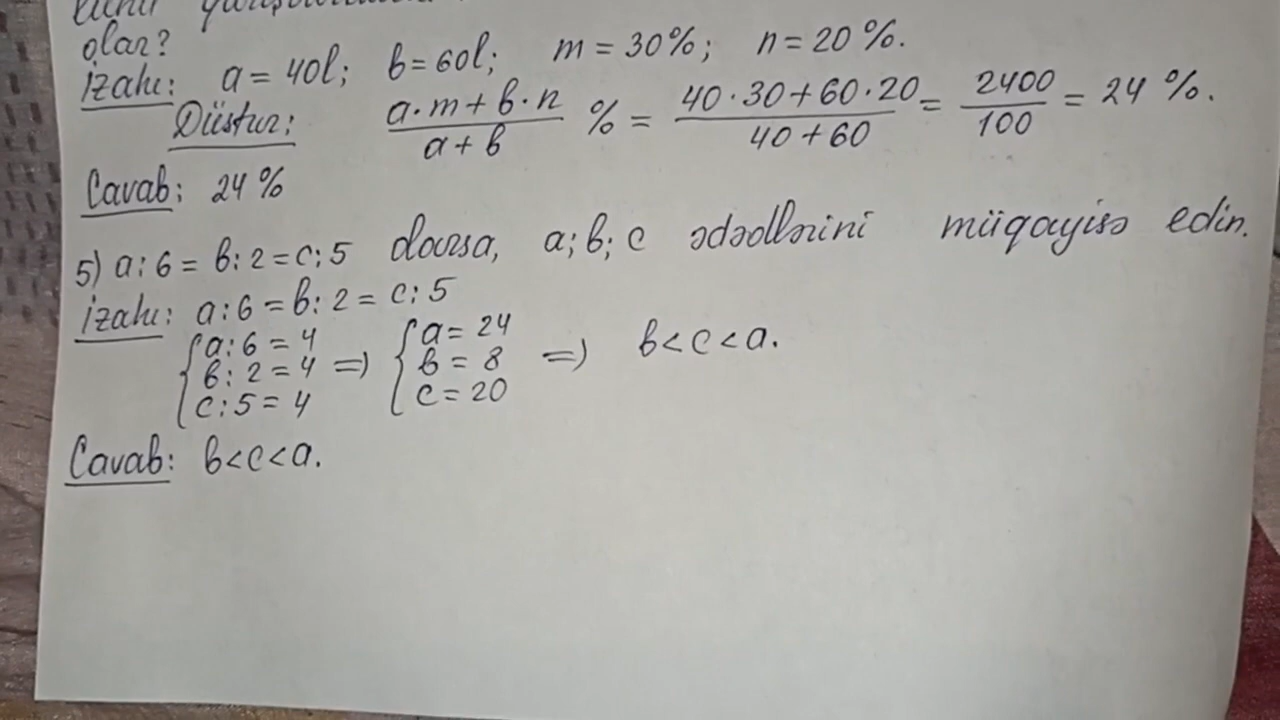 olar?
İzahı: a = 40l; b = 60l; m = 30%; n = 20%.
Düstur: (a·m + b·n)/(a + b) % = (40·30 + 60·20)/(40 + 60) = 2400/100 = 24 %.
Cavab: 24 %
5) a : 6 = b : 2 = c : 5 olarsa, a; b; c ədədlərini müqayisə edin.
İzahı: a : 6 = b : 2 = c : 5
{a : 6 = 4 {a = 24
b : 2 = 4 => b = 8 => b < c < a.
c : 5 = 4 c = 20
Cavab: b < c < a.